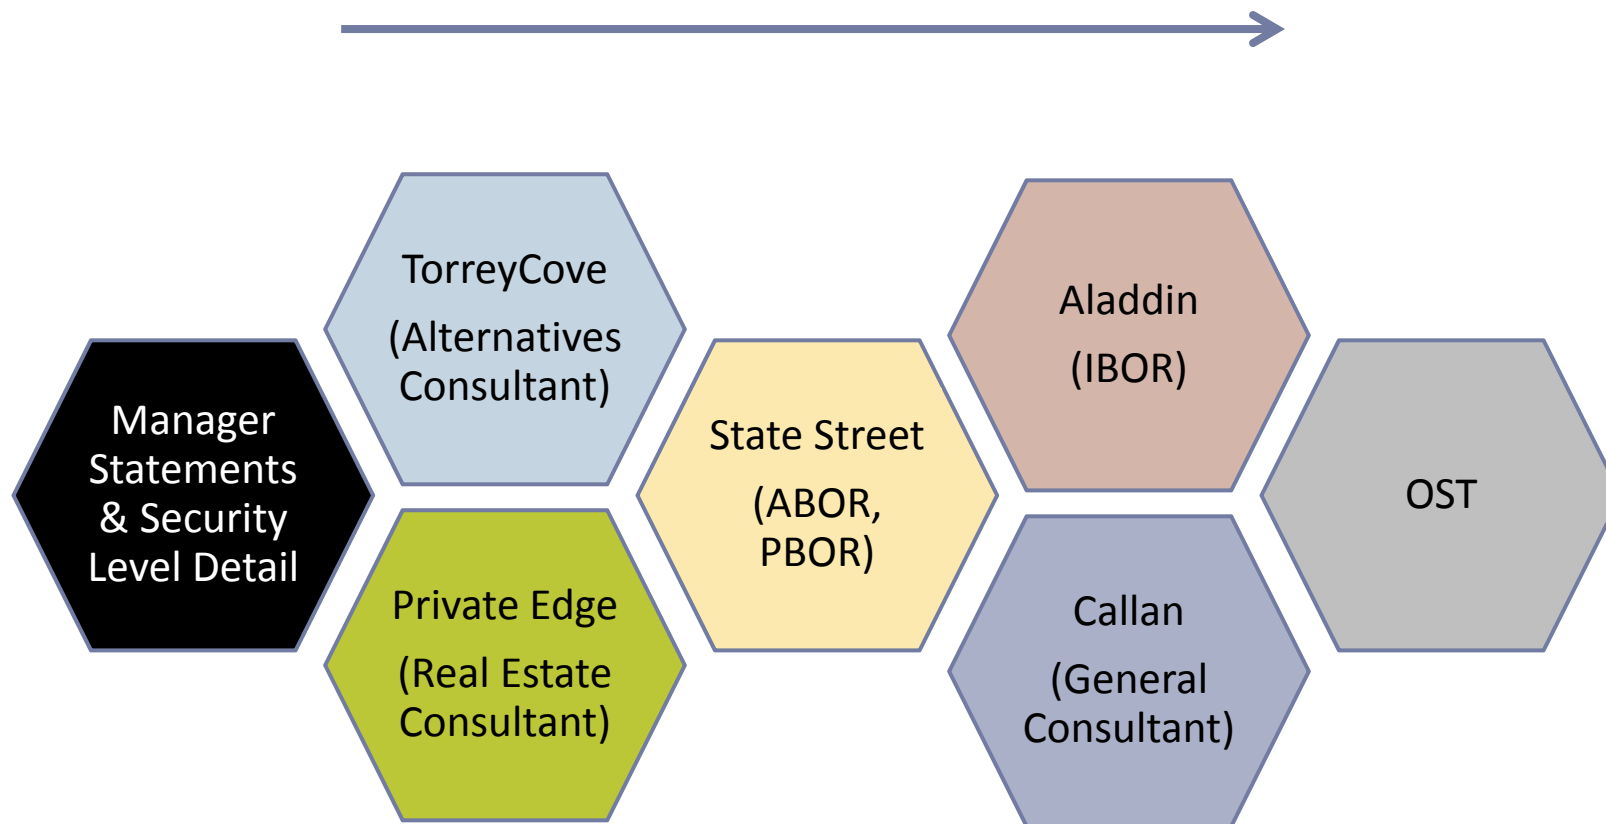 Manager
Statements
& Security
Level Detail
TorreyCove
(Alternatives
Consultant)
Private Edge
(Real Estate
Consultant)
State Street
(ABOR,
PBOR)
Aladdin
(IBOR)
Callan
(General
Consultant)
OST